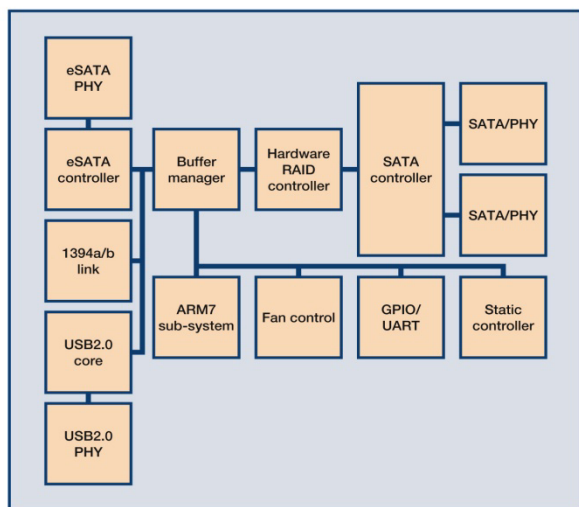 eSATA
PHY
eSATA
controller
Buffer
manager
Hardware
RAID
controller
SATA
controller
SATA/PHY
SATA/PHY
1394a/b
link
ARM7
sub-system
Fan control
GPIO/
UART
Static
controller
USB2.0
core
USB2.0
PHY